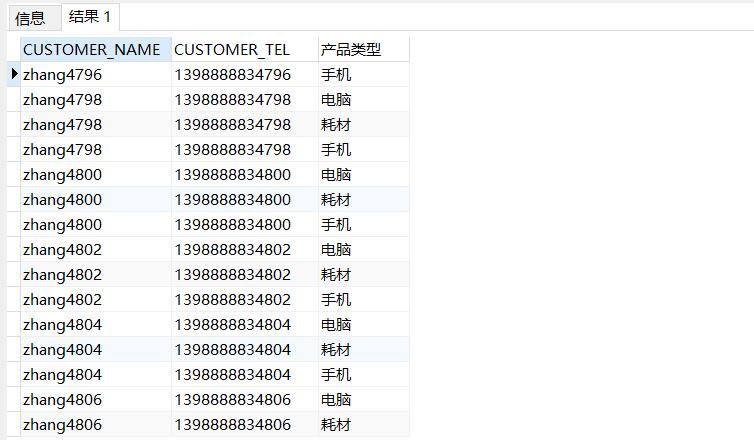 信息 结果 1
CUSTOMER_NAME CUSTOMER_TEL 产品类型
zhang4796 1398888834796 手机
zhang4798 1398888834798 电脑
zhang4798 1398888834798 耗材
zhang4798 1398888834798 手机
zhang4800 1398888834800 电脑
zhang4800 1398888834800 耗材
zhang4800 1398888834800 手机
zhang4802 1398888834802 电脑
zhang4802 1398888834802 耗材
zhang4802 1398888834802 手机
zhang4804 1398888834804 电脑
zhang4804 1398888834804 耗材
zhang4804 1398888834804 手机
zhang4806 1398888834806 电脑
zhang4806 1398888834806 耗材